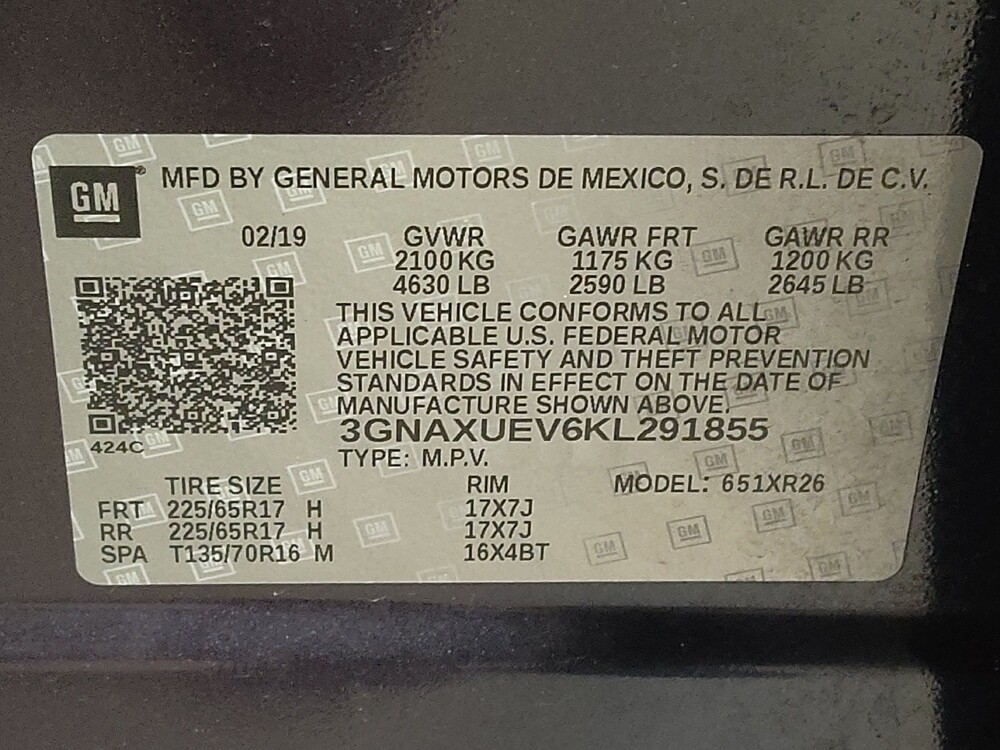 GM ® MFD BY GENERAL MOTORS DE MEXICO, S. DE R.L. DE C.V.
02/19 GVWR GAWR FRT GAWR RR
2100 KG 1175 KG 1200 KG
4630 LB 2590 LB 2645 LB
THIS VEHICLE CONFORMS TO ALL
APPLICABLE U.S. FEDERAL MOTOR
VEHICLE SAFETY AND THEFT PREVENTION
STANDARDS IN EFFECT ON THE DATE OF
MANUFACTURE SHOWN ABOVE.
3GNAXUEV6KL291855
424C
TYPE: M.P.V.
TIRE SIZE RIM MODEL: 651XR26
FRT 225/65R17 H 17X7J
RR 225/65R17 H 17X7J
SPA T135/70R16 M 16X4BT